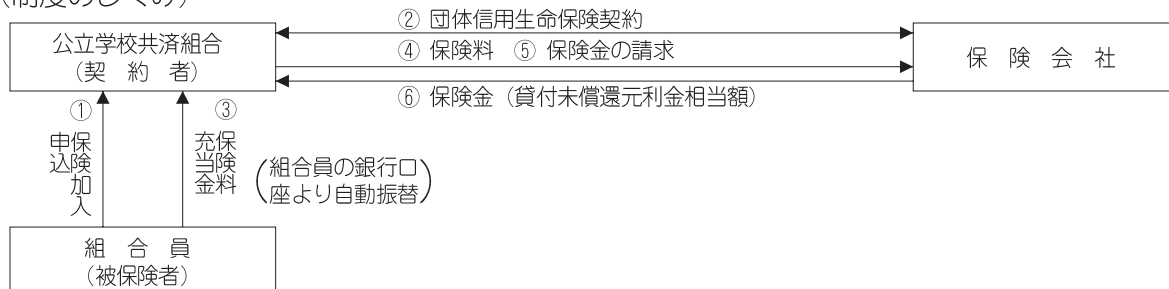 （制度のしくみ）
公立学校共済組合
（契　約　者）
② 団体信用生命保険契約
④ 保険料　⑤ 保険金の請求
⑥ 保険金（貸付未償還元利金相当額）
保　険　会　社
①
保険加入
申込
③
保険料
充当金
（組合員の銀行口
座より自動振替）
組　合　員
（被保険者）